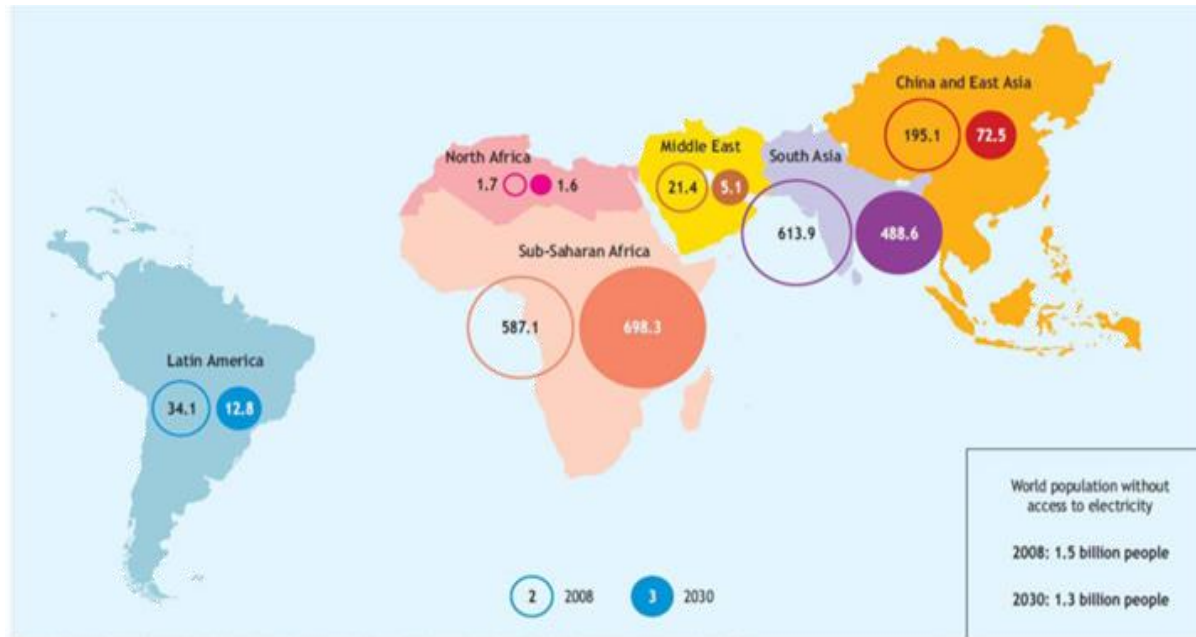 China and East Asia
195.1
72.5
North Africa
1.7
1.6
Middle East
21.4
5.1
South Asia
613.9
488.6
Sub-Saharan Africa
587.1
698.3
Latin America
34.1
12.8
2
2008
3
2030
World population without
access to electricity
2008: 1.5 billion people
2030: 1.3 billion people